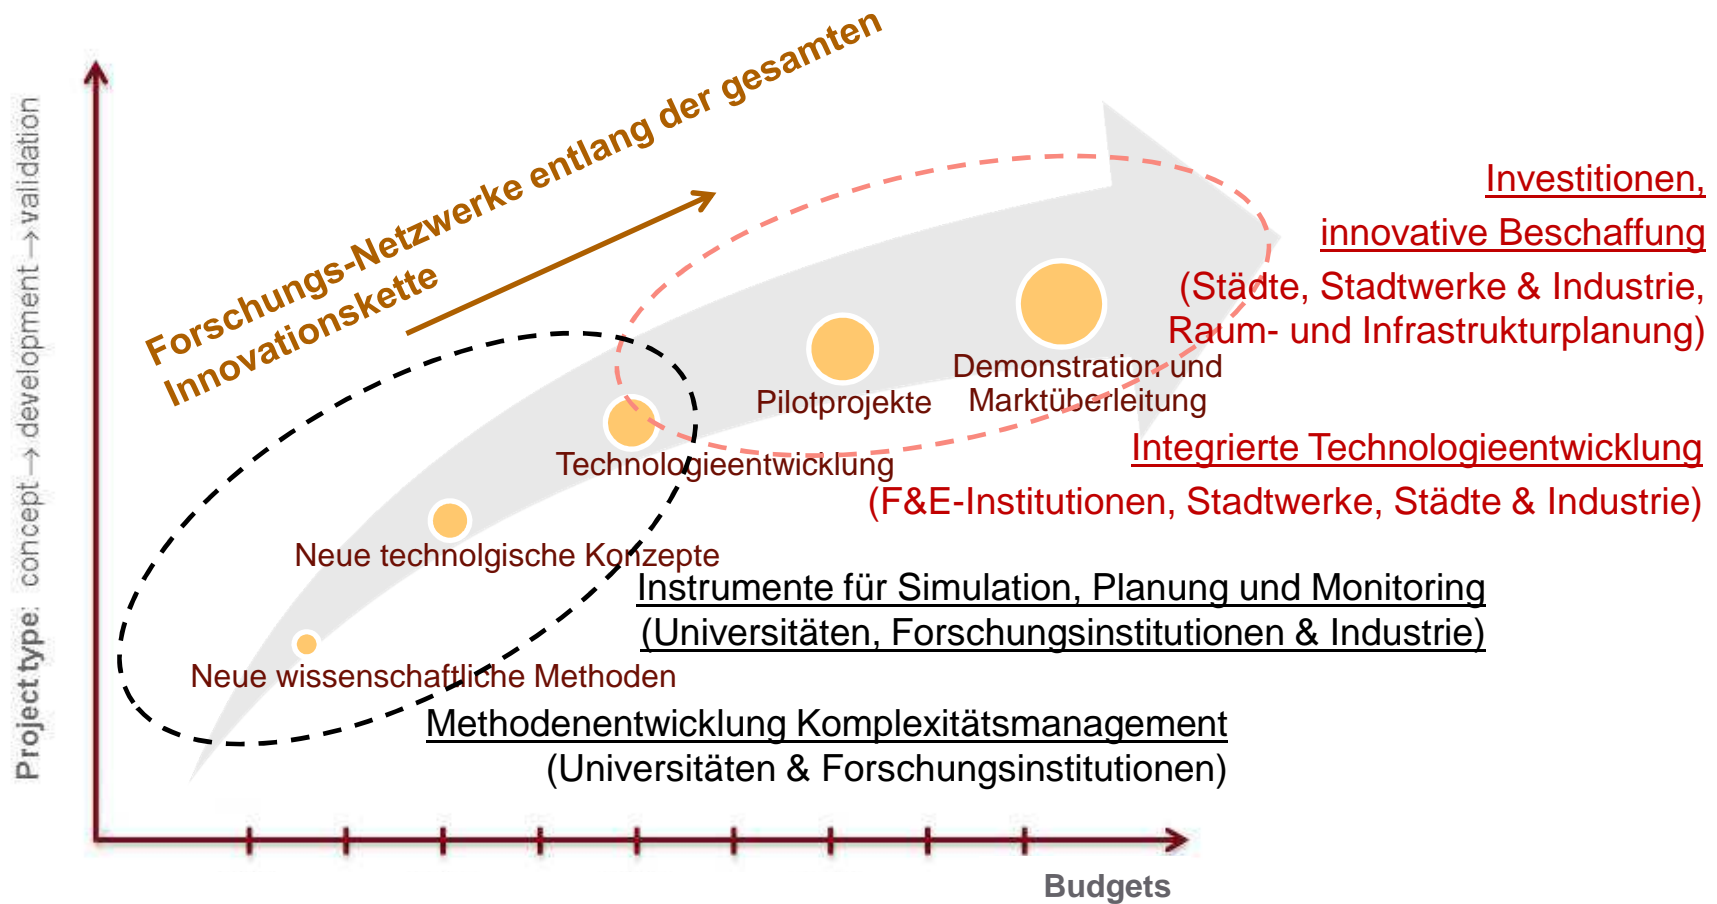 Forschungs-Netzwerke entlang der gesamten
Innovationskette
Project type: concept → development → validation
Investitionen,
innovative Beschaffung
(Städte, Stadtwerke & Industrie,
Raum- und Infrastrukturplanung)
Demonstration und
Marktüberleitung
Pilotprojekte
Integrierte Technologieentwicklung
(F&E-Institutionen, Stadtwerke, Städte & Industrie)
Technologieentwicklung
Neue technolgische Konzepte
Instrumente für Simulation, Planung und Monitoring
(Universitäten, Forschungsinstitutionen & Industrie)
Neue wissenschaftliche Methoden
Methodenentwicklung Komplexitätsmanagement
(Universitäten & Forschungsinstitutionen)
Budgets